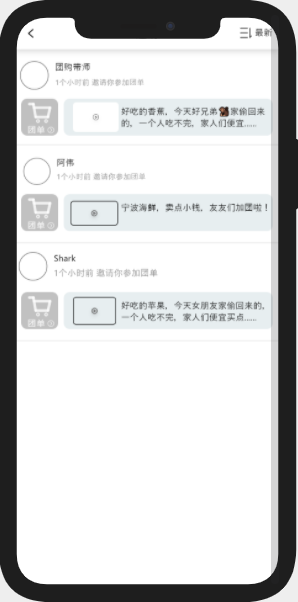 最新
团购带师
1个小时前 邀请你参加团单
好吃的香蕉，今天好兄弟家偷回来
的，一个人吃不完，家人们便宜……
团单
阿伟
1个小时前 邀请你参加团单
宁波海鲜，卖点小钱，友友们加团啦！
团单
Shark
1个小时前 邀请你参加团单
好吃的苹果，今天女朋友家偷回来的，
一个人吃不完，家人们便宜买点……
团单